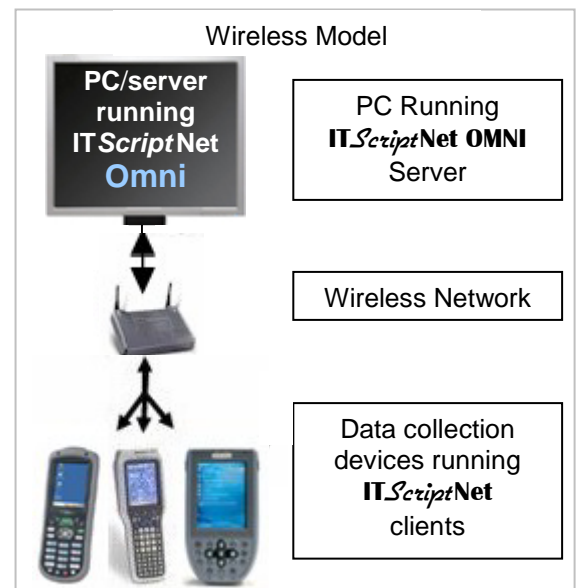 Wireless Model
PC/server
running
ITScriptNet
Omni
PC Running
ITScriptNet OMNI
Server
Wireless Network
Data collection
devices running
ITScriptNet
clients